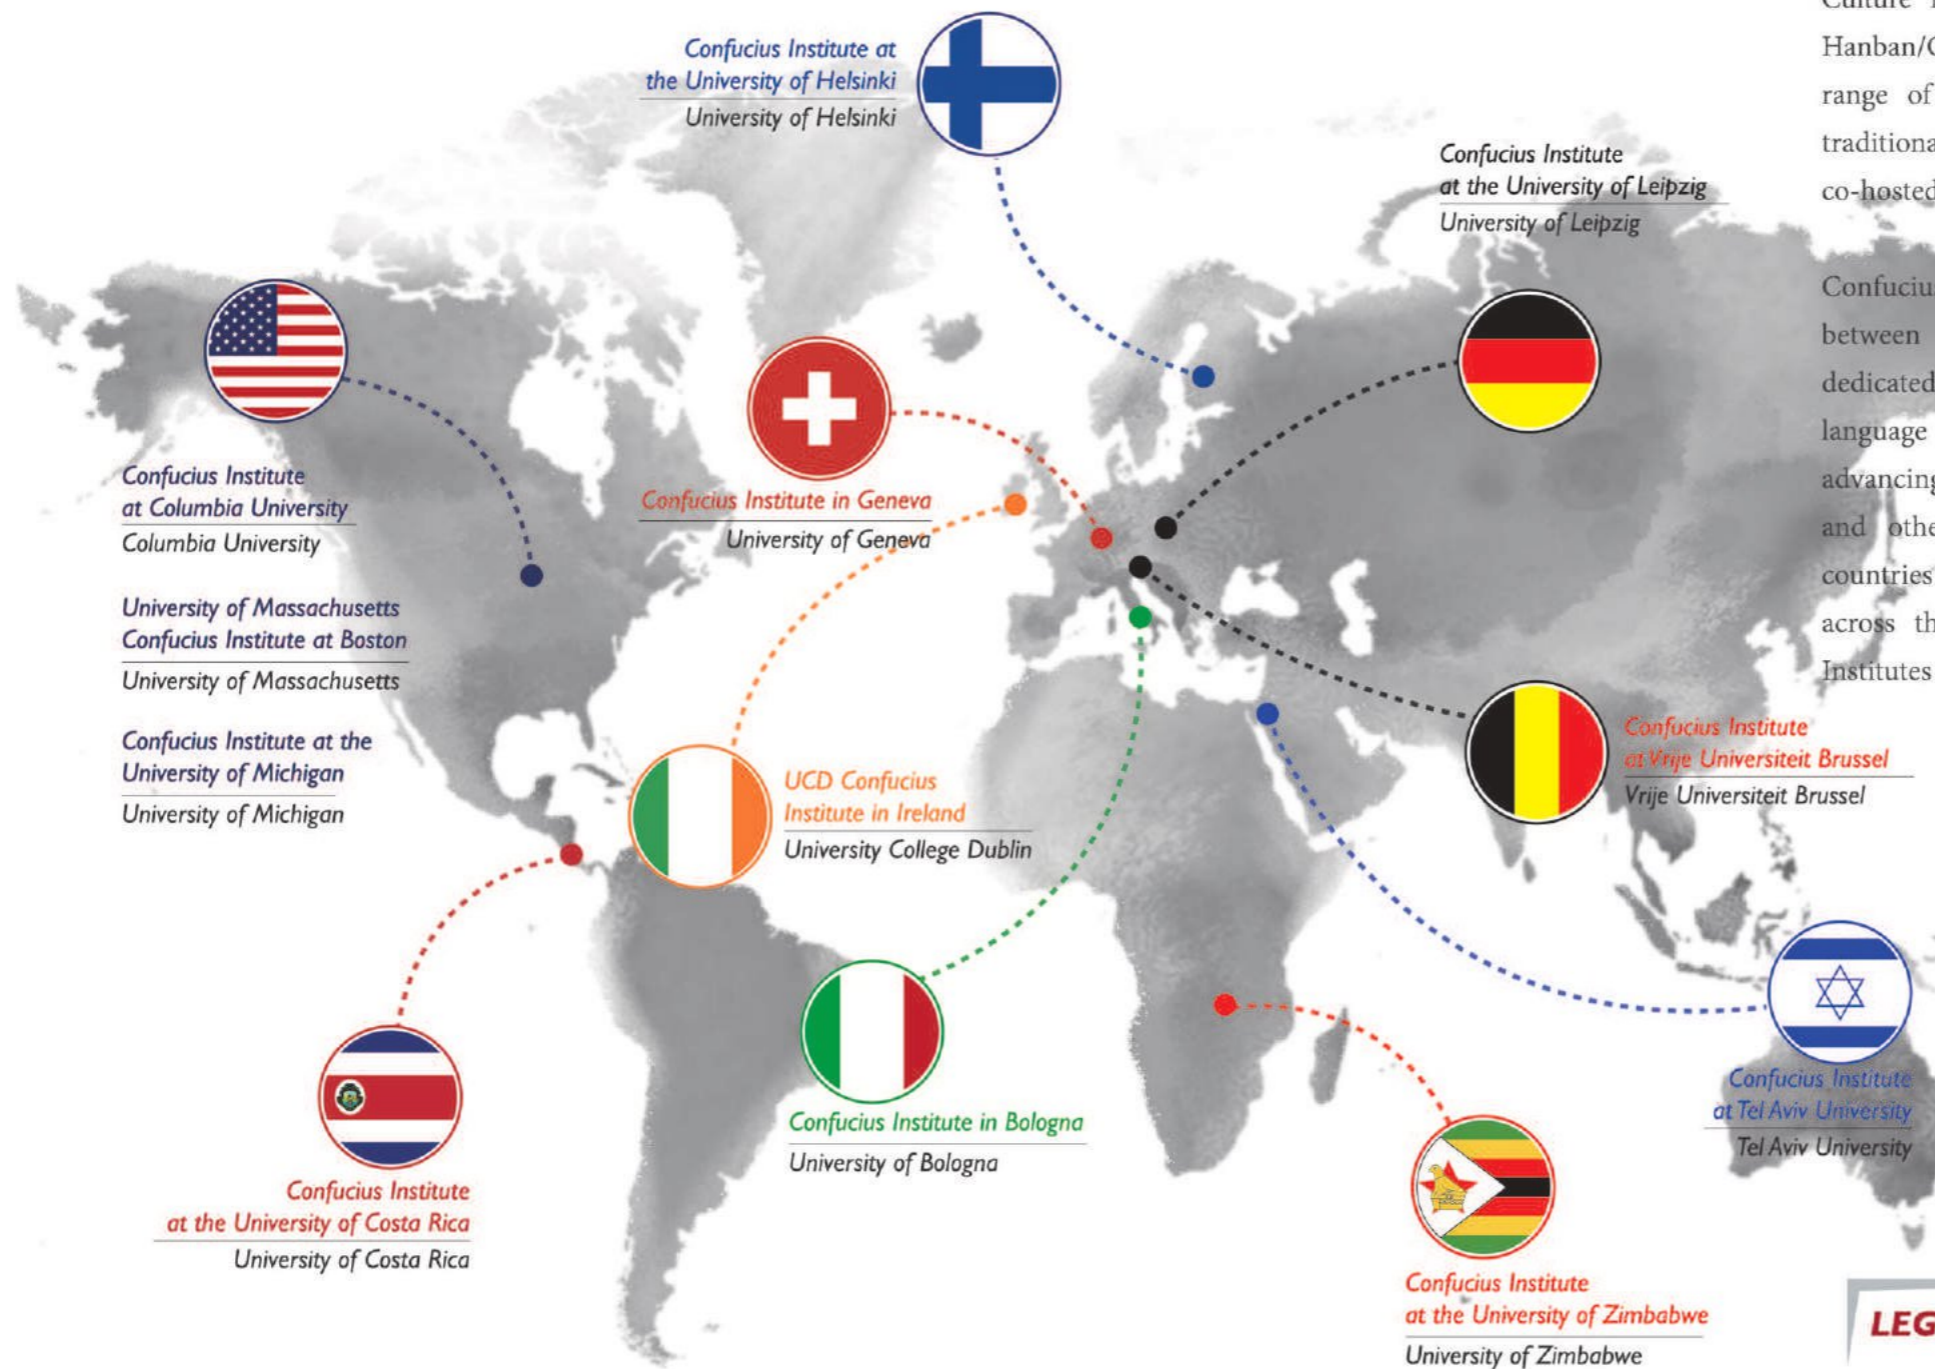 Confucius Institute at
the University of Helsinki
University of Helsinki
Confucius Institute
at the University of Leipzig
University of Leipzig
Confucius Institute
at Columbia University
Columbia University
University of Massachusetts
Confucius Institute at Boston
University of Massachusetts
Confucius Institute at the
University of Michigan
University of Michigan
Confucius Institute in Geneva
University of Geneva
UCD Confucius
Institute in Ireland
University College Dublin
Confucius Institute
at Vrije Universiteit Brussel
Vrije Universiteit Brussel
Confucius Institute in Bologna
University of Bologna
Confucius Institute
at Tel Aviv University
Tel Aviv University
Confucius Institute
at the University of Costa Rica
University of Costa Rica
Confucius Institute
at the University of Zimbabwe
University of Zimbabwe
Culture
Hanban/
range of
traditiona
co-hosted
Confucius
between
dedicated
language
advancing
and othe
countries
across th
Institutes
LEG